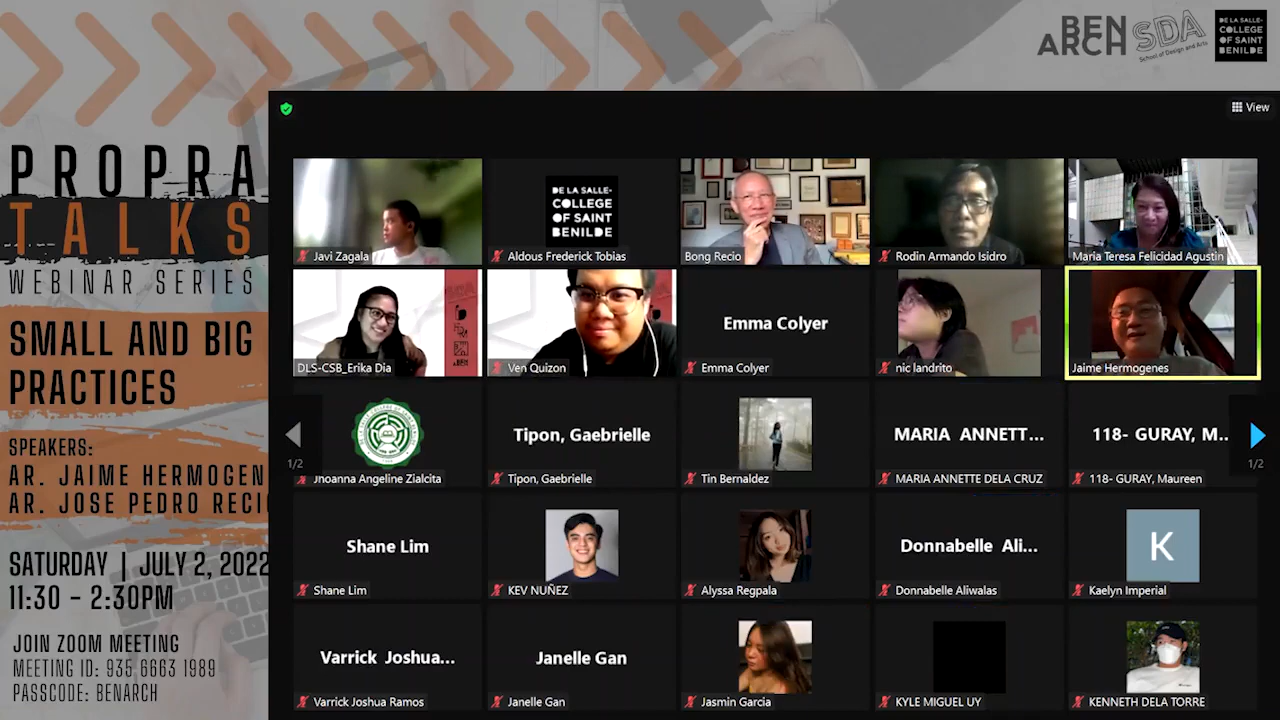 BEN
ARCH
SDA
School of Design and Arts
DE LA SALLE-
COLLEGE
OF SAINT
BENILDE
PROPRA
TALKS
WEBINAR SERIES
SMALL AND BIG
PRACTICES
SPEAKERS:
AR. JAIME HERMOGEN
AR. JOSE PEDRO RECIO
SATURDAY | JULY 2, 2022
11:30 - 2:30PM
JOIN ZOOM MEETING
MEETING ID: 935 6663 1989
PASSCODE: BENARCH
View
Javi Zagala
DE LA SALLE-
COLLEGE
OF SAINT
BENILDE
Aldous Frederick Tobias
Bong Recio
Rodin Armando Isidro
Maria Teresa Felicidad Agustin
DLS-CSB_Erika Dia
Ven Quizon
Emma Colyer
Emma Colyer
nic landrito
Jaime Hermogenes
1/2
Jhoanna Angeline Zialcita
Tipon, Gaebrielle
Tipon, Gaebrielle
Tin Bernaldez
MARIA ANNETT...
MARIA ANNETTE DELA CRUZ
118- GURAY, M...
118- GURAY, Maureen
1/2
Shane Lim
Shane Lim
KEV NUÑEZ
Alyssa Regpala
Donnabelle Ali...
Donnabelle Aliwalas
K
Kaelyn Imperial
Varrick Joshua...
Varrick Joshua Ramos
Janelle Gan
Janelle Gan
Jasmin Garcia
KYLE MIGUEL UY
KENNETH DELA TORRE